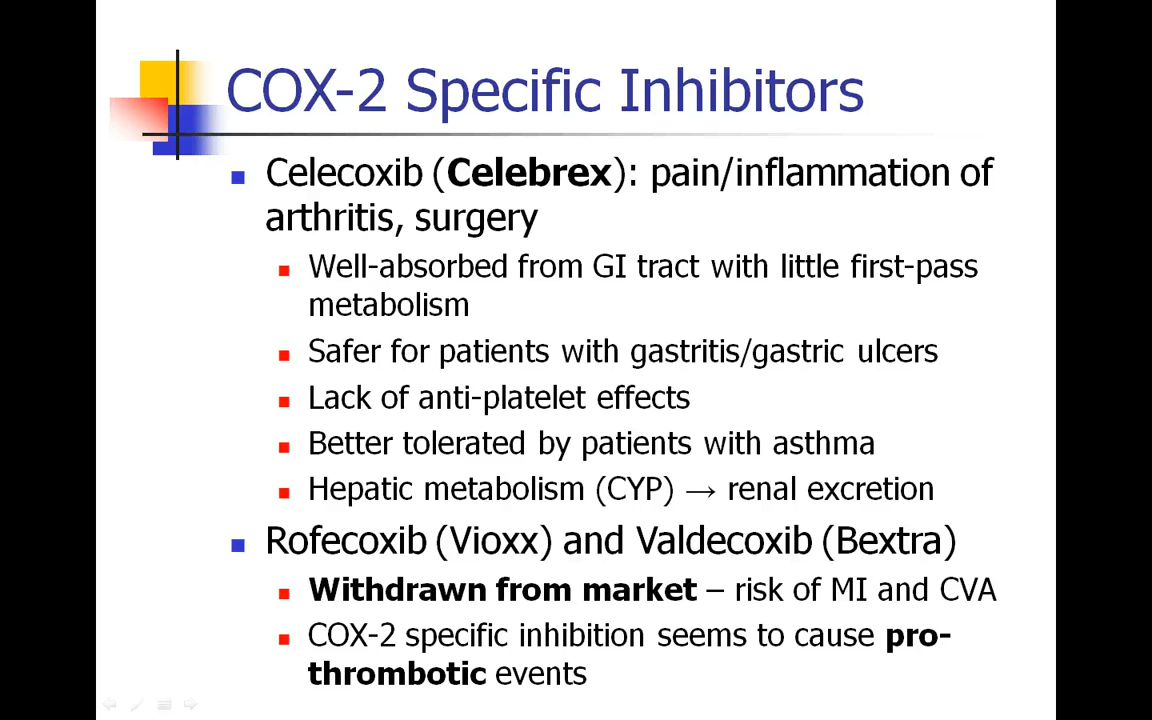 COX-2 Specific Inhibitors
Celecoxib (Celebrex): pain/inflammation of
arthritis, surgery
Well-absorbed from GI tract with little first-pass
metabolism
Safer for patients with gastritis/gastric ulcers
Lack of anti-platelet effects
Better tolerated by patients with asthma
Hepatic metabolism (CYP) → renal excretion
Rofecoxib (Vioxx) and Valdecoxib (Bextra)
Withdrawn from market – risk of MI and CVA
COX-2 specific inhibition seems to cause pro-
thrombotic events